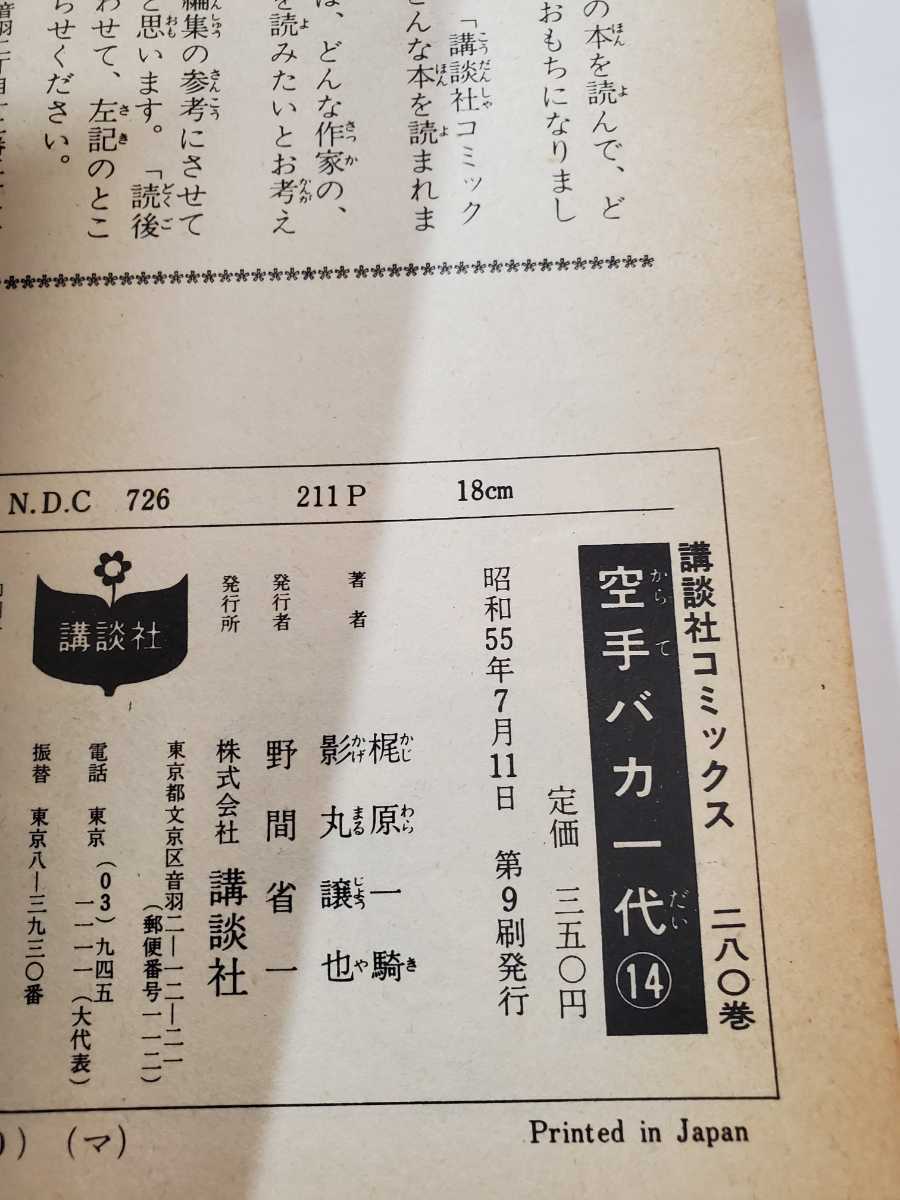 の本を読んで、ど
おもちになりまし
「講談社コミック
どんな本を読まれま
は、どんな作家の、
を読みたいとお考え
編集の参考にさせて
と思います。「読後
わせて、左記のとこ
らせください。
N.D.C 726 211P 18cm
講談社コミックス 二八〇巻
空手バカ一代⑭
定価 三五〇円
昭和55年7月11日 第9刷発行
著者 梶原一騎
影丸譲也
発行者 野間省一
発行所 株式会社 講談社
東京都文京区音羽二―一二―二一
(郵便番号一一二)
電話 東京 (03) 九四五
一一一一 (大代表)
振替 東京八―三九三〇番
講談社
(マ)
Printed in Japan